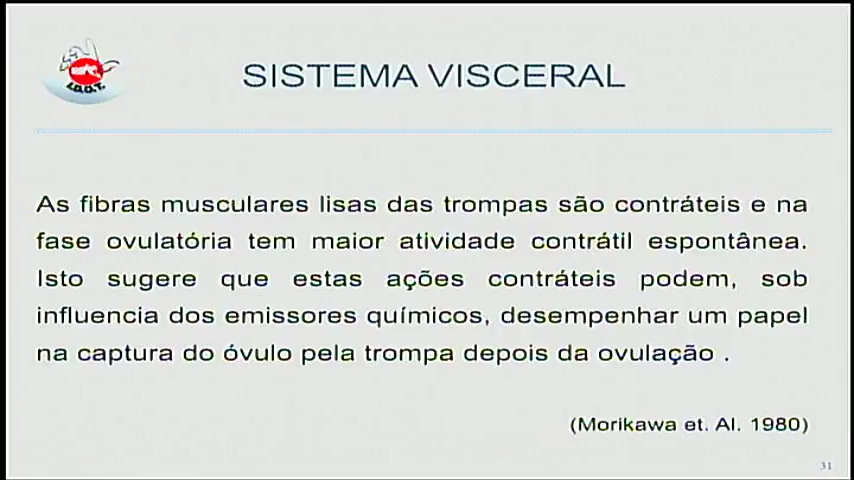 I.D.O.T.
SISTEMA VISCERAL
As fibras musculares lisas das trompas são contráteis e na
fase ovulatória tem maior atividade contrátil espontânea.
Isto sugere que estas ações contráteis podem, sob
influencia dos emissores químicos, desempenhar um papel
na captura do óvulo pela trompa depois da ovulação .
(Morikawa et. Al. 1980)
31